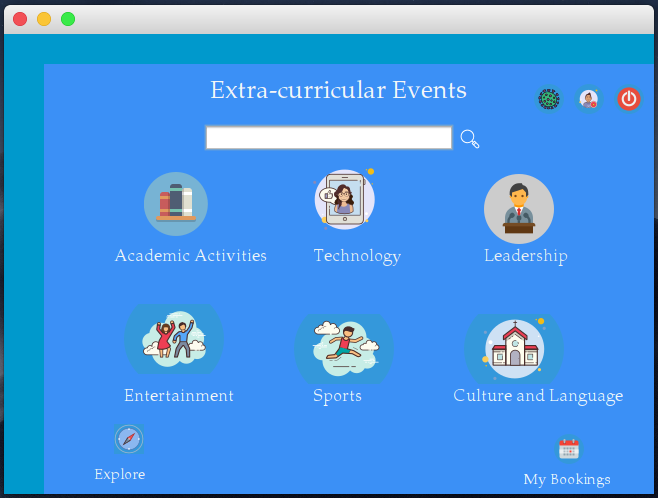 Extra-curricular Events
Academic Activities
Technology
Leadership
Entertainment
Sports
Culture and Language
Explore
My Bookings